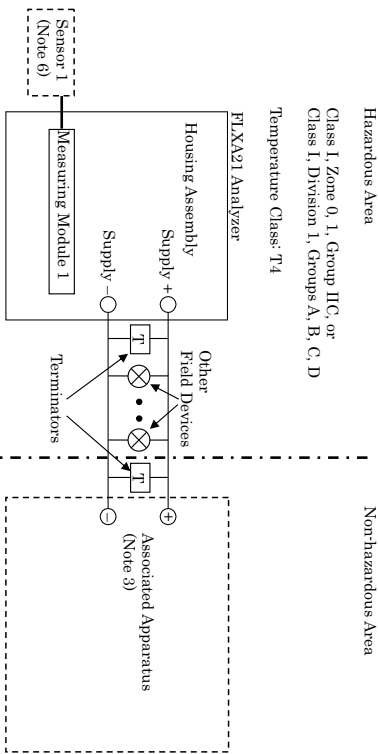 Hazardous Area
Non-hazardous Area
Class I, Zone 0, 1, Group IIC, or
Class I, Division 1, Groups A, B, C, D
Temperature Class: T4
FLXA21 Analyzer
Housing Assembly
Supply +
Supply –
Measuring Module 1
Sensor 1
(Note 6)
Other
Field Devices
T
T
Terminators
+
–
Associated Apparatus
(Note 3)